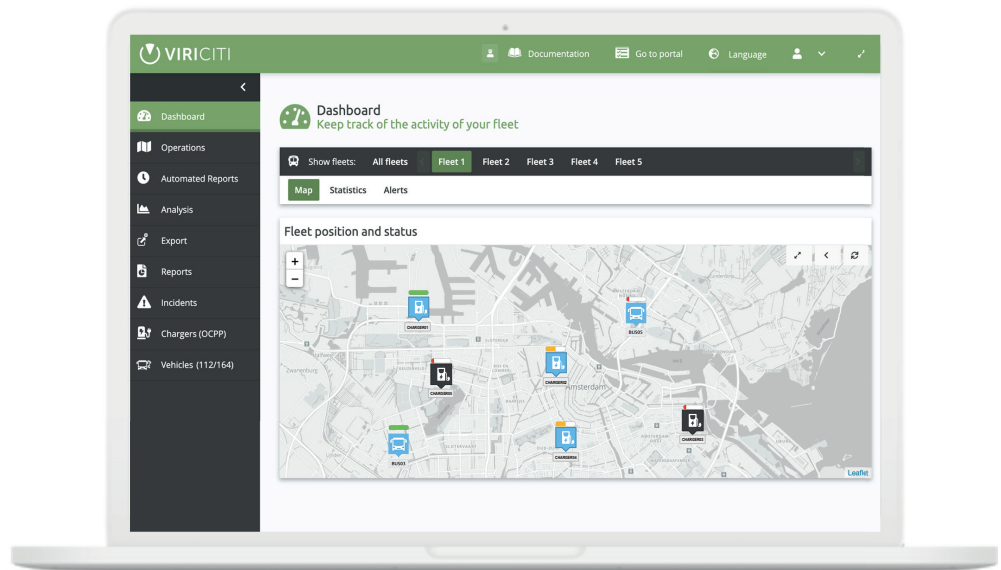 VIRICITI
Documentation
Go to portal
Language
Dashboard
Operations
Automated Reports
Analysis
Export
Reports
Incidents
Chargers (OCPP)
Vehicles (112/164)
Dashboard
Keep track of the activity of your fleet
Show fleets: All fleets Fleet 1 Fleet 2 Fleet 3 Fleet 4 Fleet 5
Map Statistics Alerts
Fleet position and status
+
−
CHARGER01
BUS05
Zwanenburg
CHARGER02
Amsterdam
CHARGER03
BUS03
CHARGER04
Leaflet